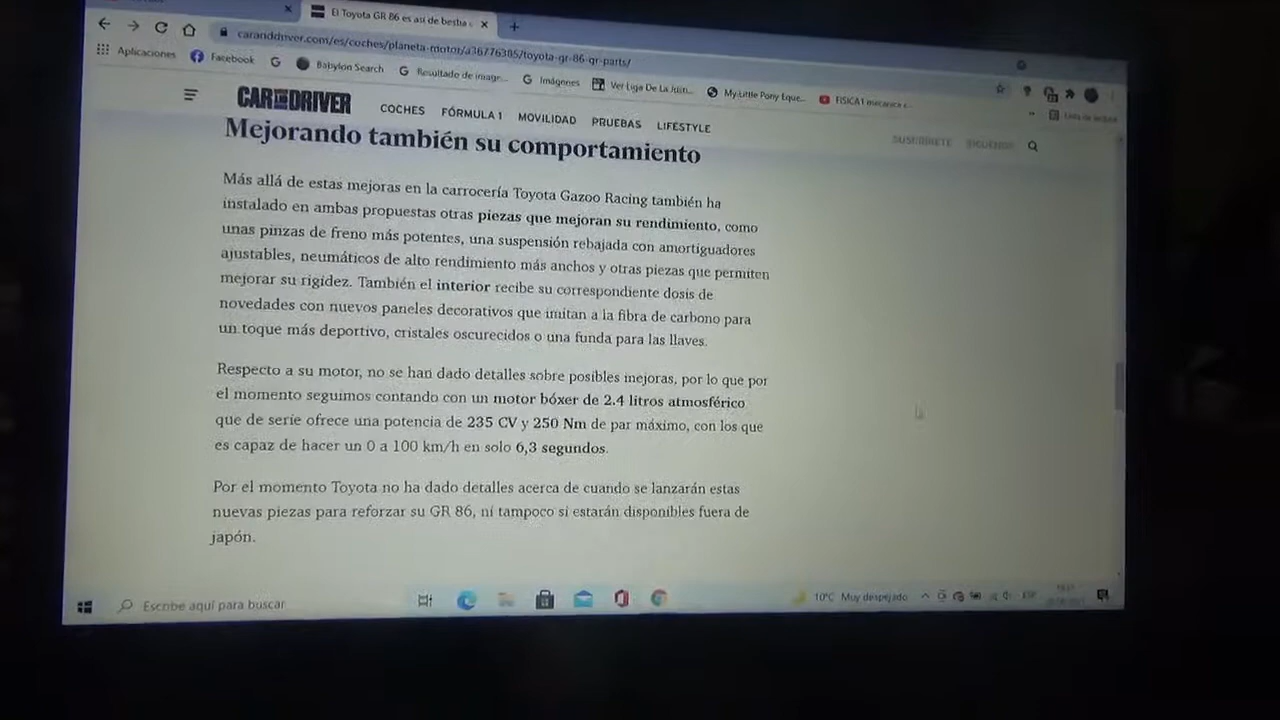 El Toyota GR 86 es así de bestia
caranddriver.com/es/coches/planeta-motor/a36776385/toyota-gr-86-gr-parts/
Aplicaciones Facebook Babylon Search Resultado de image... Imágenes Ver Liga De La Justi... My Little Pony Eque... FISICA1 mecanica
CAR AND DRIVER COCHES FÓRMULA 1 MOVILIDAD PRUEBAS LIFESTYLE SUSCRÍBETE SÍGUENOS
Mejorando también su comportamiento
Más allá de estas mejoras en la carrocería Toyota Gazoo Racing también ha
instalado en ambas propuestas otras piezas que mejoran su rendimiento, como
unas pinzas de freno más potentes, una suspensión rebajada con amortiguadores
ajustables, neumáticos de alto rendimiento más anchos y otras piezas que permiten
mejorar su rigidez. También el interior recibe su correspondiente dosis de
novedades con nuevos paneles decorativos que imitan a la fibra de carbono para
un toque más deportivo, cristales oscurecidos o una funda para las llaves.
Respecto a su motor, no se han dado detalles sobre posibles mejoras, por lo que por
el momento seguimos contando con un motor bóxer de 2.4 litros atmosférico
que de serie ofrece una potencia de 235 CV y 250 Nm de par máximo, con los que
es capaz de hacer un 0 a 100 km/h en solo 6,3 segundos.
Por el momento Toyota no ha dado detalles acerca de cuando se lanzarán estas
nuevas piezas para reforzar su GR 86, ni tampoco si estarán disponibles fuera de
japón.
Escribe aquí para buscar
10°C Muy despejado